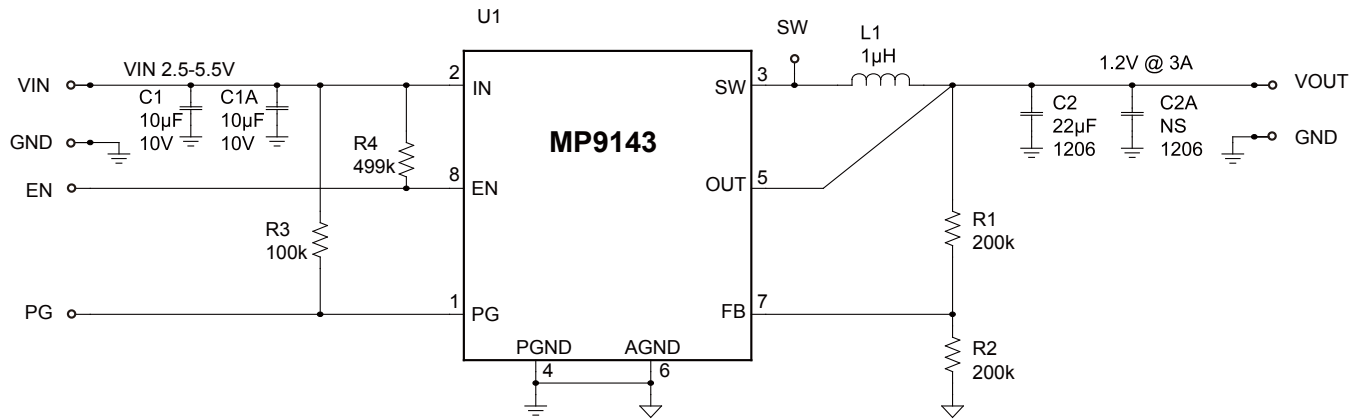 U1
SW
L1
1µH
VIN
VIN 2.5-5.5V
C1
10µF
10V
C1A
10µF
10V
2
IN
SW
3
1.2V @ 3A
VOUT
C2
22µF
1206
C2A
NS
1206
GND
GND
R4
499k
MP9143
EN
8
EN
OUT
5
R3
100k
R1
200k
PG
1
PG
FB
7
PGND
4
AGND
6
R2
200k